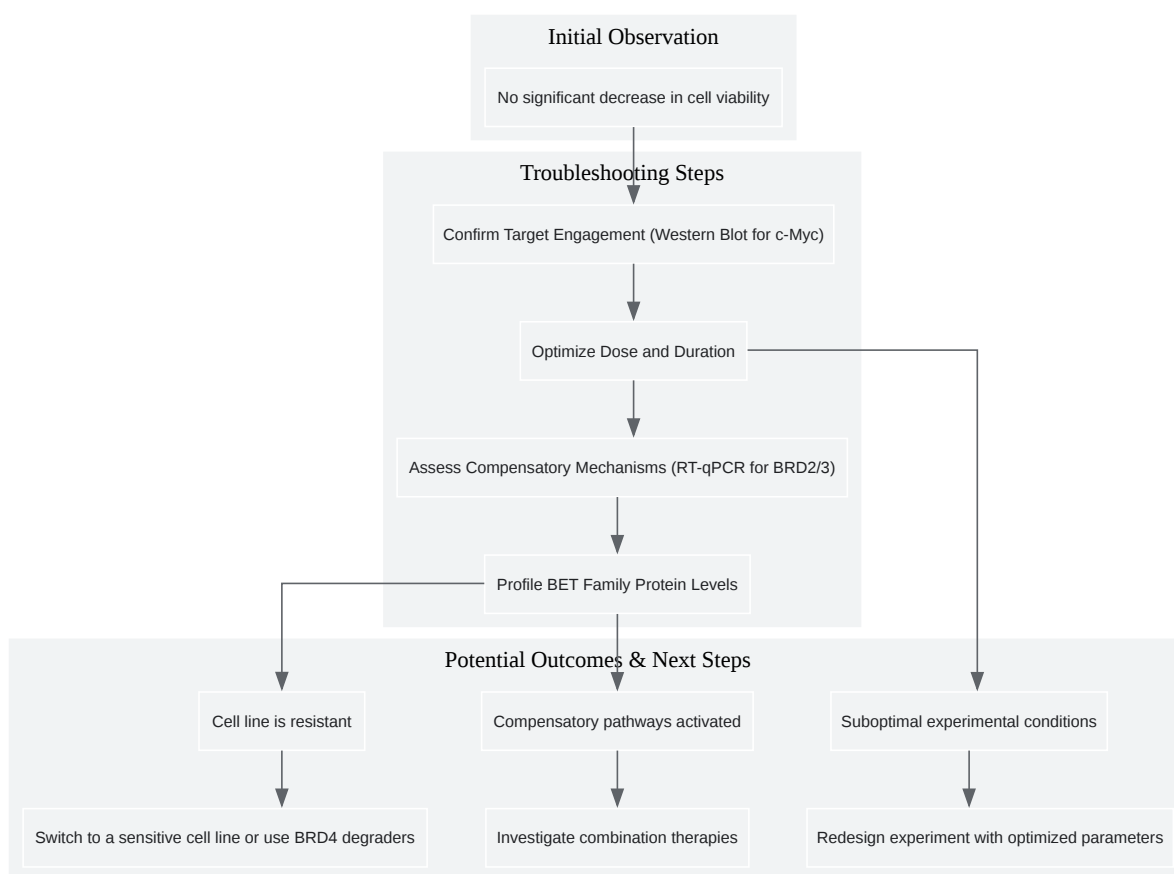 Initial Observation
No significant decrease in cell viability
Troubleshooting Steps
Confirm Target Engagement (Western Blot for c-Myc)
Optimize Dose and Duration
Assess Compensatory Mechanisms (RT-qPCR for BRD2/3)
Profile BET Family Protein Levels
Potential Outcomes & Next Steps
Cell line is resistant
Compensatory pathways activated
Suboptimal experimental conditions
Switch to a sensitive cell line or use BRD4 degraders
Investigate combination therapies
Redesign experiment with optimized parameters